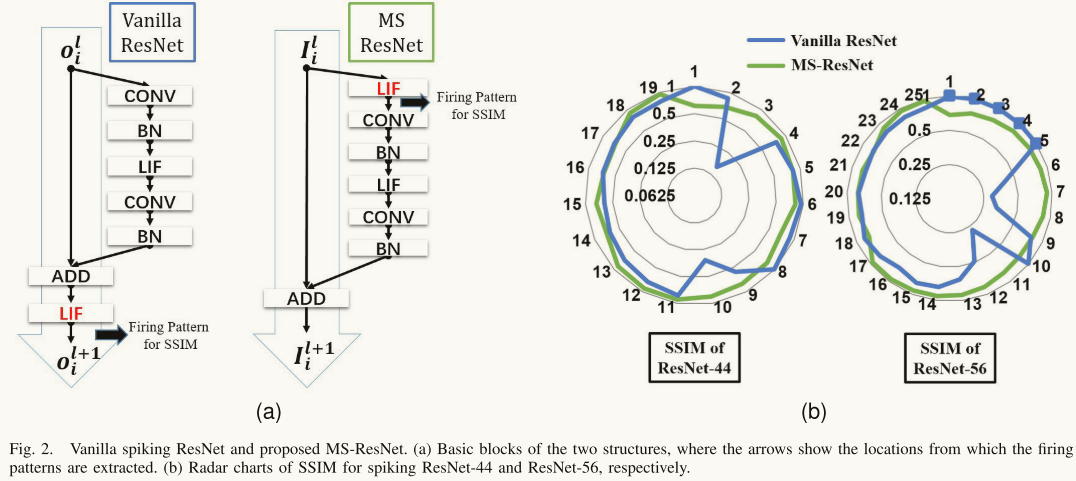 Vanilla
ResNet
o_i^l
CONV
BN
LIF
CONV
BN
ADD
LIF
Firing Pattern
for SSIM
o_i^{l+1}
MS
ResNet
I_i^l
LIF
Firing Pattern
for SSIM
CONV
BN
LIF
CONV
BN
ADD
I_i^{l+1}
(a)
Vanilla ResNet
MS-ResNet
1
2
3
4
5
6
7
8
9
10
11
12
13
14
15
16
17
18
19
1
0.5
0.25
0.125
0.0625
SSIM of
ResNet-44
1
2
3
4
5
6
7
8
9
10
11
12
13
14
15
16
17
18
19
20
21
22
23
24
25
1
0.5
0.25
0.125
SSIM of
ResNet-56
(b)
Fig. 2. Vanilla spiking ResNet and proposed MS-ResNet. (a) Basic blocks of the two structures, where the arrows show the locations from which the firing
patterns are extracted. (b) Radar charts of SSIM for spiking ResNet-44 and ResNet-56, respectively.